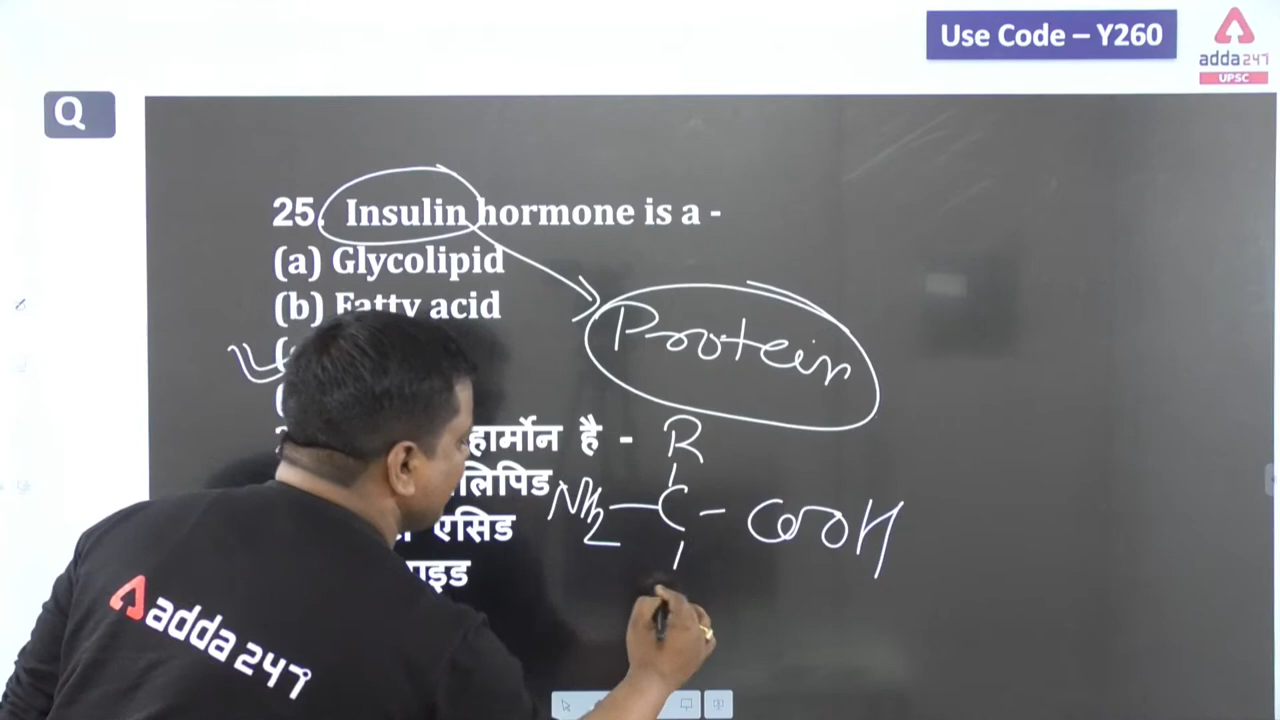 Use Code – Y260
adda247
UPSC
Q
25. Insulin hormone is a -
(a) Glycolipid
(b) Fatty acid
Protein
हार्मोन है -
R
NH2 - C - COOH
एसिड
adda247